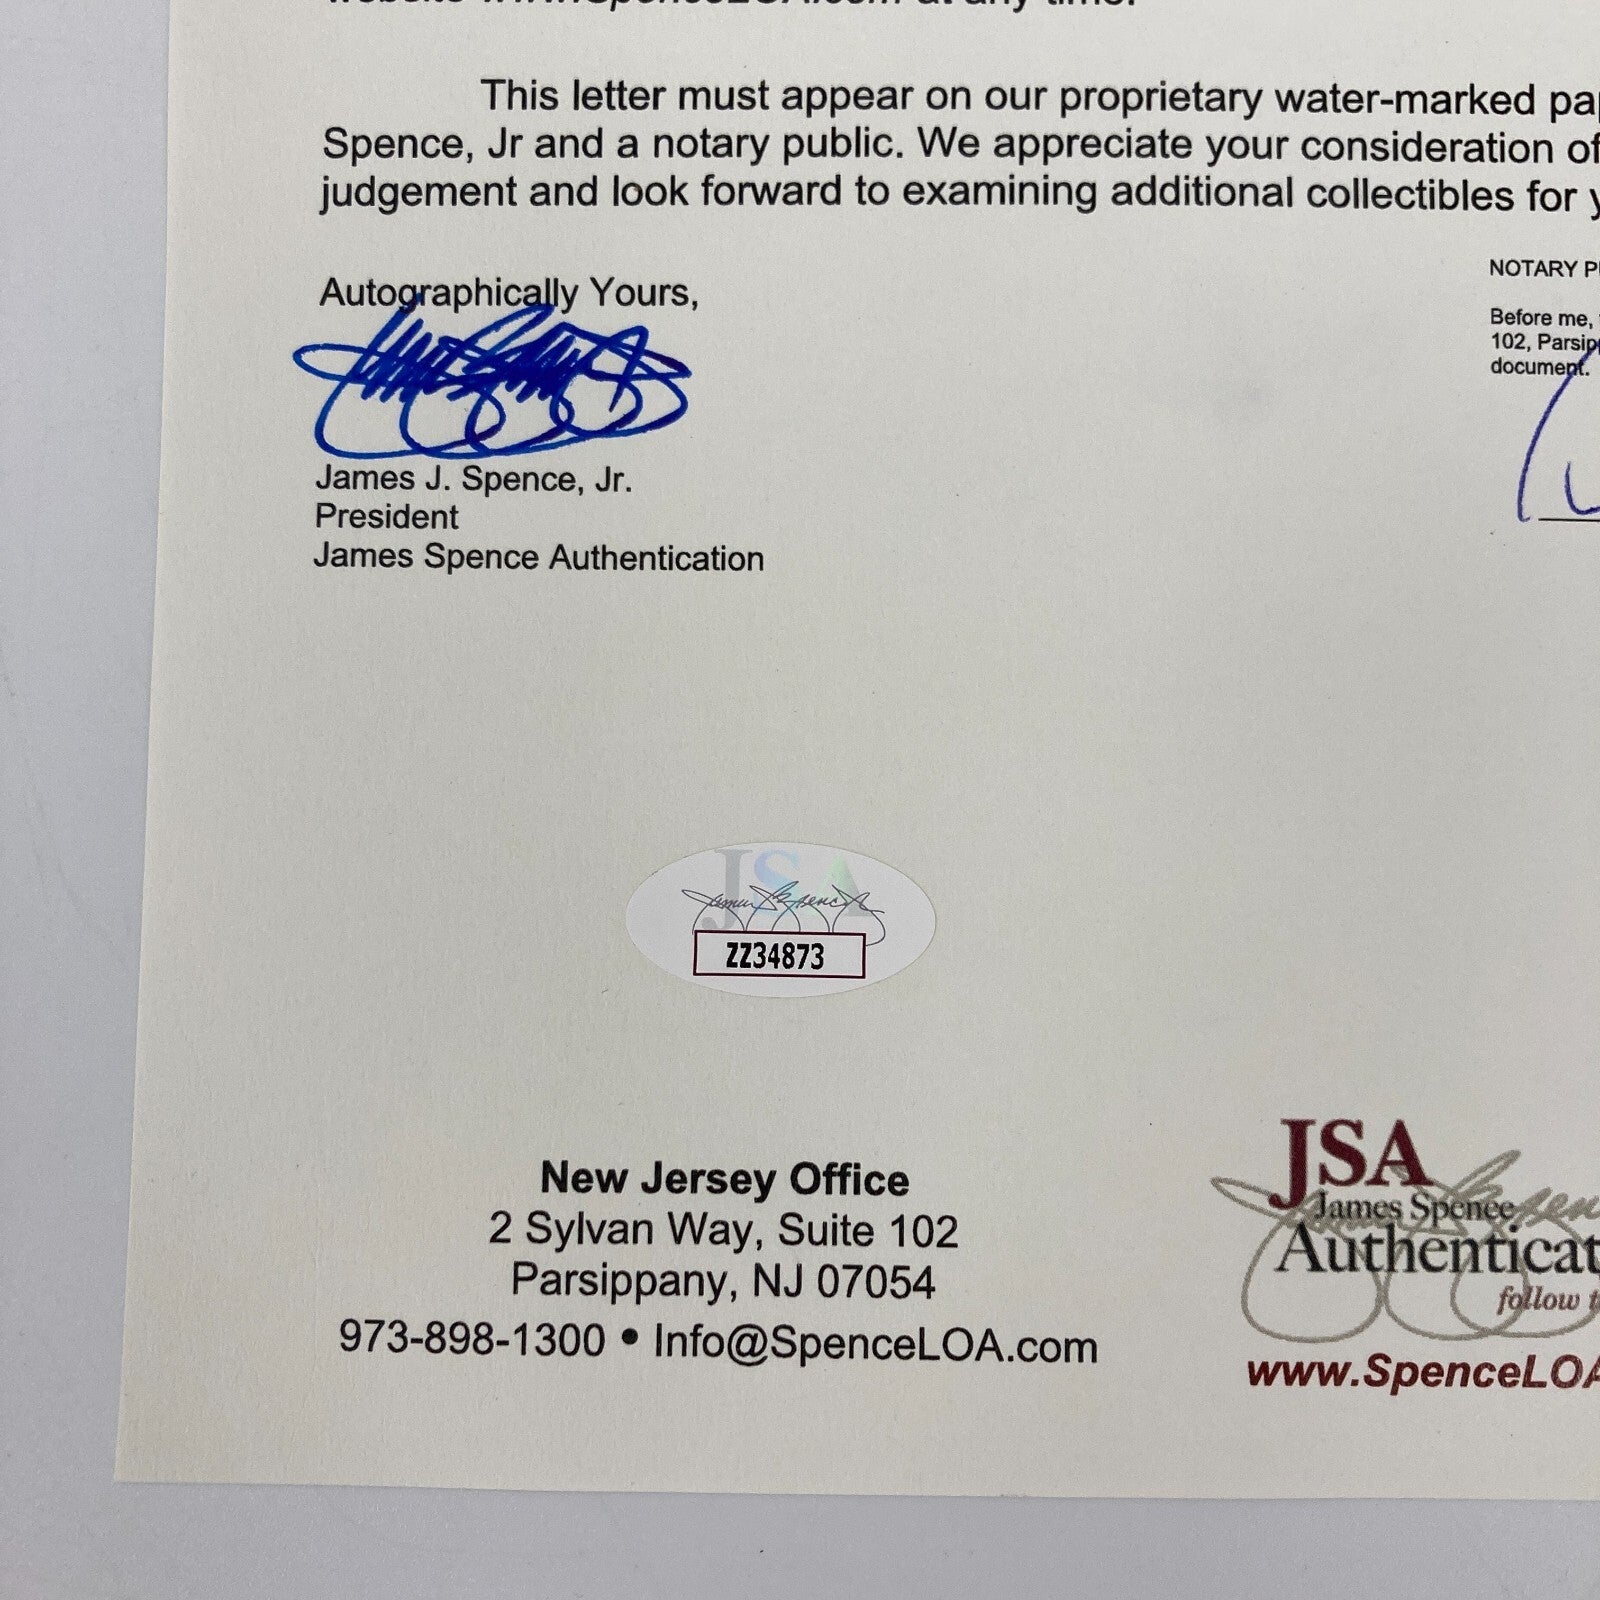 This letter must appear on our proprietary water-marked
Spence, Jr and a notary public. We appreciate your consideration of
judgement and look forward to examining additional collectibles for
Autographically Yours,
James J. Spence, Jr.
President
James Spence Authentication
NOTARY
Before me,
102,
document.
JSA
ZZ34873
New Jersey Office
2 Sylvan Way, Suite 102
Parsippany, NJ 07054
973-898-1300 • Info@SpenceLOA.com
JSA
James Spence
Authenticat
follow
www.SpenceLOA